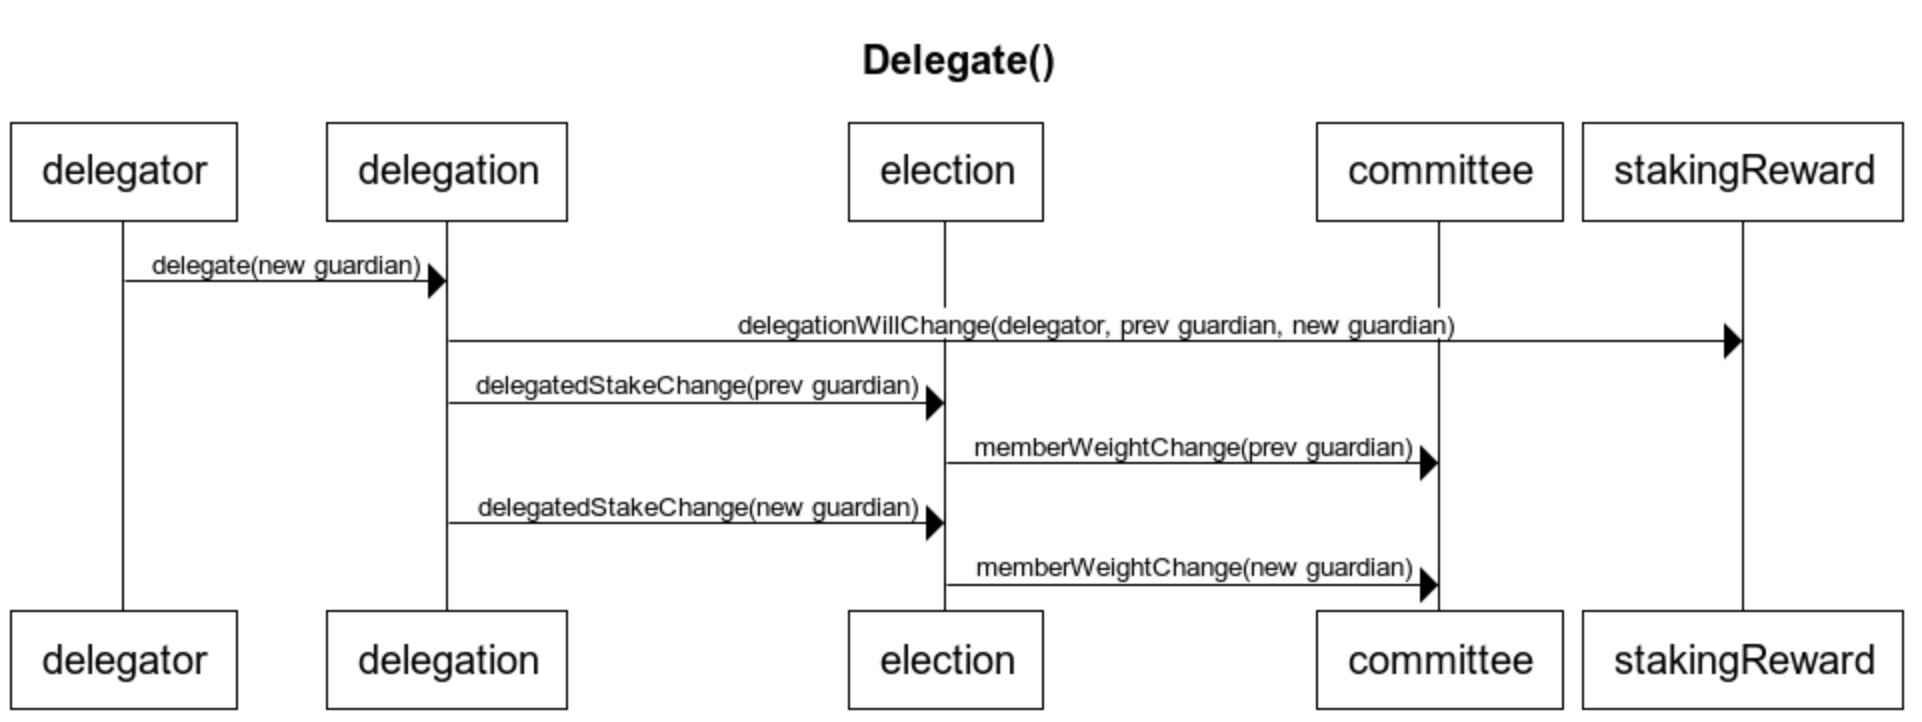 Delegate()
delegator
delegation
election
committee
stakingReward
delegate(new guardian)
delegationWillChange(delegator, prev guardian, new guardian)
delegatedStakeChange(prev guardian)
memberWeightChange(prev guardian)
delegatedStakeChange(new guardian)
memberWeightChange(new guardian)
delegator
delegation
election
committee
stakingReward